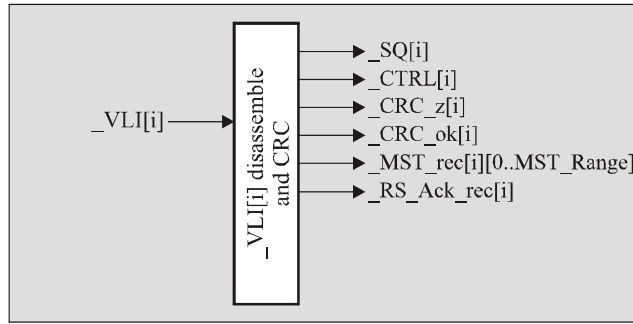 _SQ[i]
_CTRL[i]
_CRC_z[i]
_VLI[i]
_CRC_ok[i]
_MST_rec[i][0..MST_Range]
_RS_Ack_rec[i]
_VLI[i] disassemble
and CRC